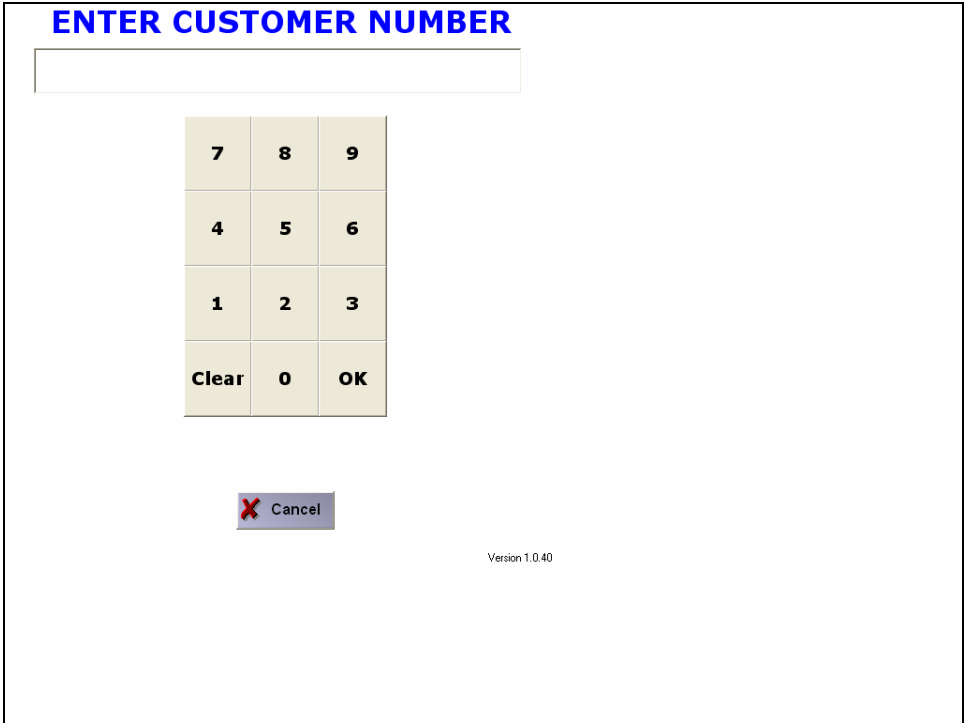 ENTER CUSTOMER NUMBER
7 8 9
4 5 6
1 2 3
Clear 0 OK
Cancel
Version 1.0.40